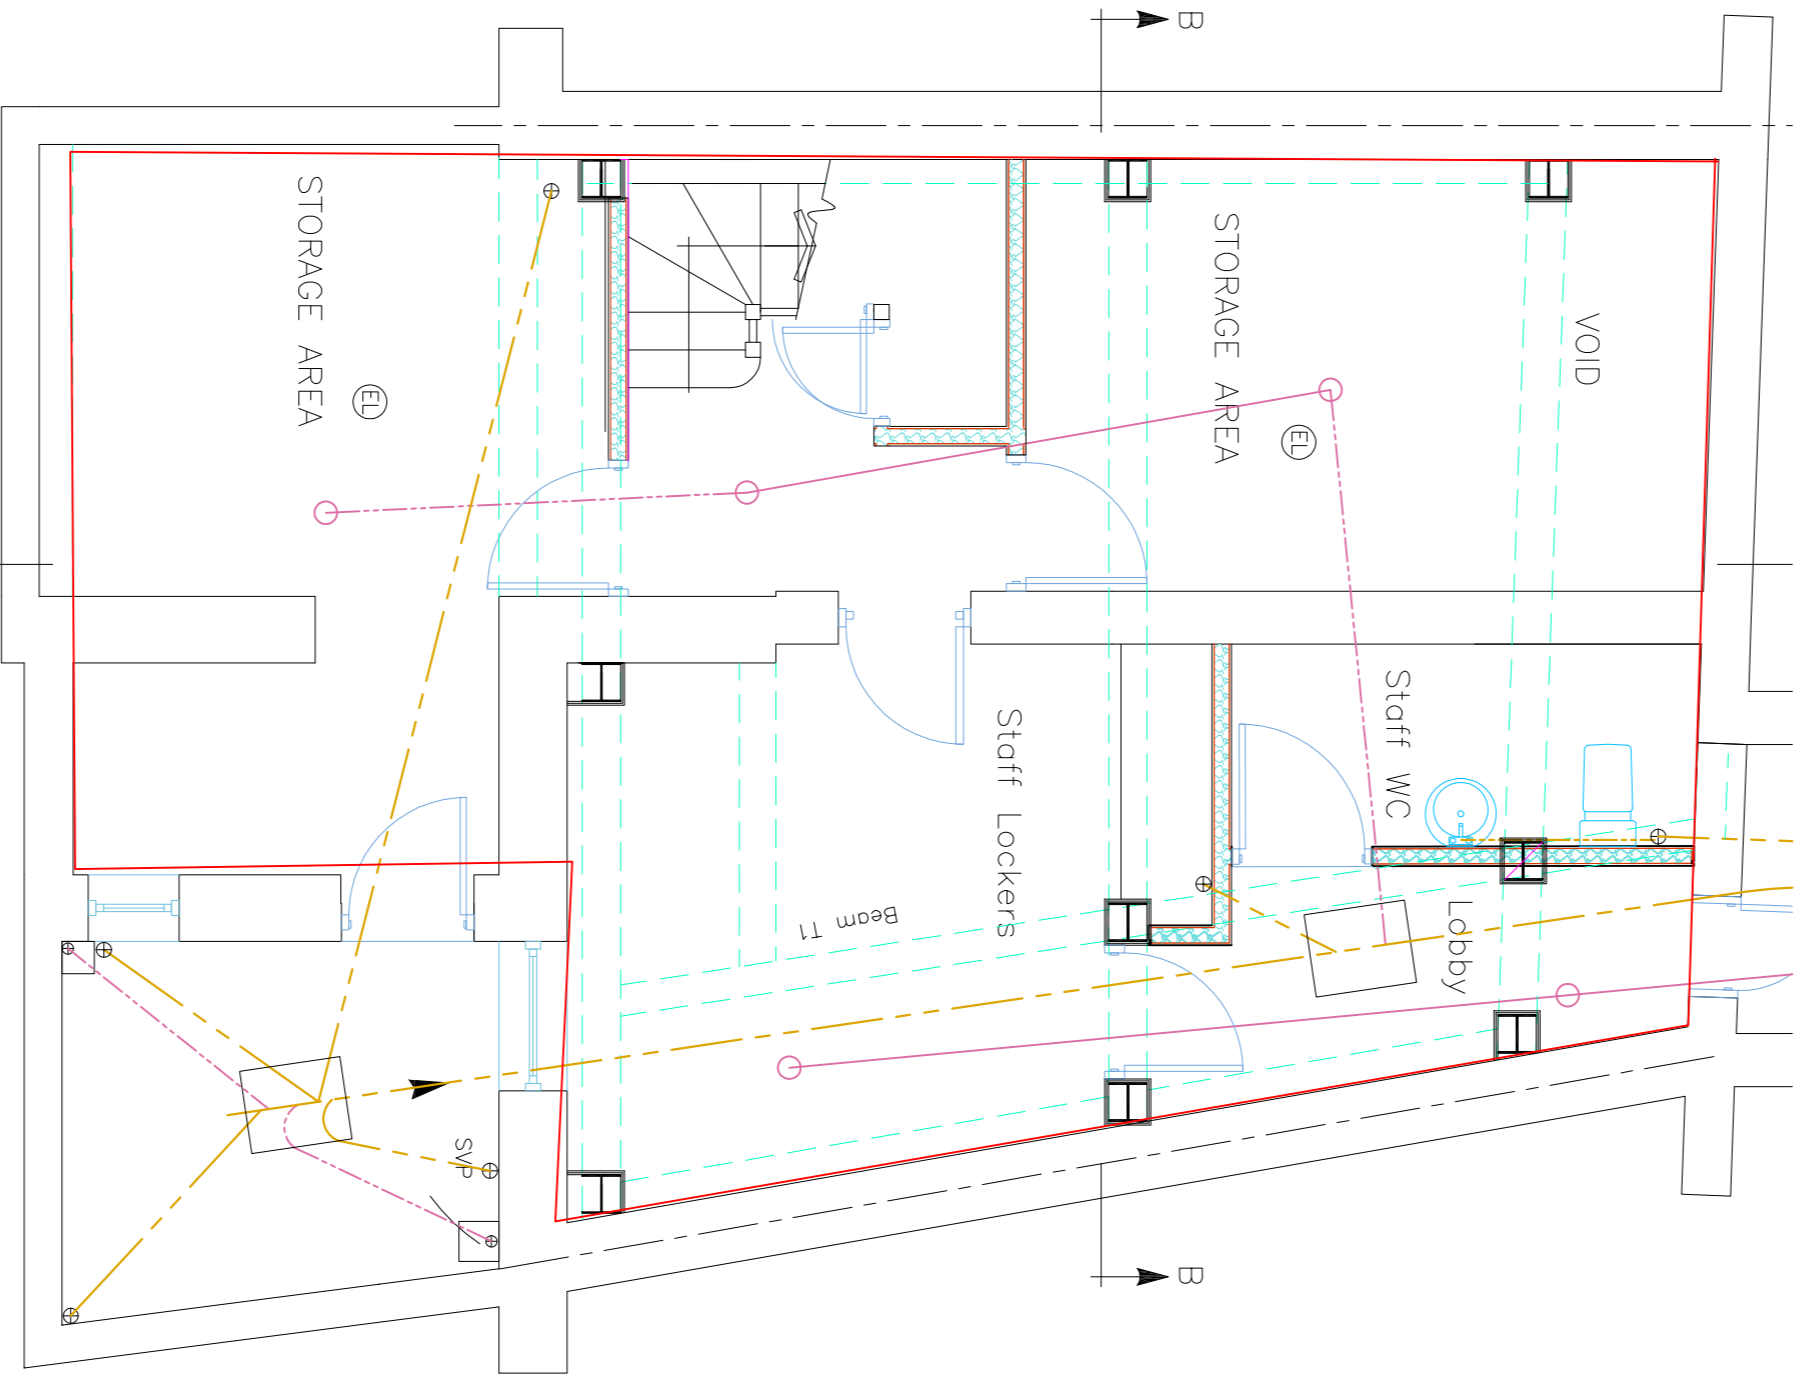 B
VOID
STORAGE AREA
EL
STORAGE AREA
EL
Staff WC
Staff Lockers
Lobby
Beam T1
SVP
B